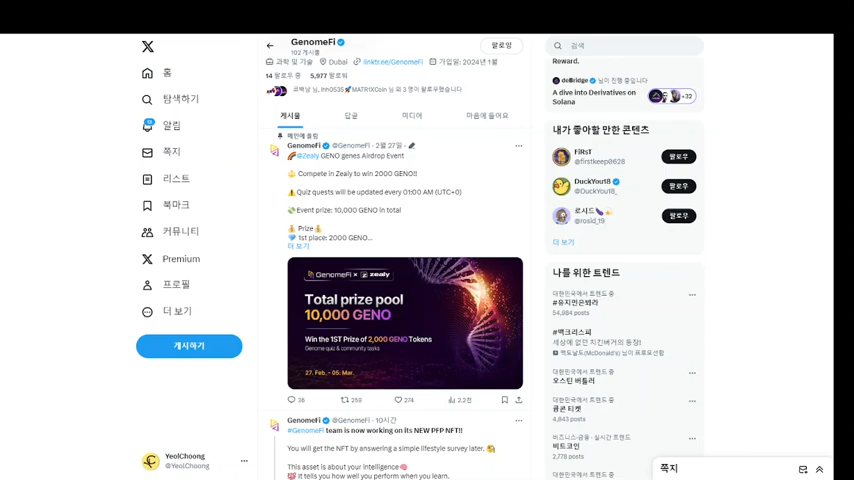 GenomeFi
102 게시물
팔로잉
과학 및 기술 Dubai linktr.ee/GenomeFi 가입일: 2024년 1월
14 팔로우 중 5,977 팔로워
님이 팔로우했습니다
게시물 답글 미디어 마음에 들어요
메인에 올림
GenomeFi @GenomeFi · 2월 27일 ·
🌈@Zealy GENO genes Airdrop Event
Compete in Zealy to win 2000 GENO!!
⚠️Quiz quests will be updated every 01:00 AM (UTC+0)
💸Event prize: 10,000 GENO in total
💰Prize💰
💎 1st place: 2000 GENO...
더 보기
GenomeFi x zealy
Total prize pool
10,000 GENO
Win the 1ST Prize of 2,000 GENO Tokens
Genome quiz & community tasks
27. Feb. - 05. Mar.
36 259 274 2.2천
GenomeFi @GenomeFi · 10시간
#GenomeFi team is now working on its NEW PFP NFT!!
You will get the NFT by answering a simple lifestyle survey later.
This asset is about your intelligence🧠
💯 It tells you how well you perform when you learn.
홈
탐색하기
알림
쪽지
리스트
북마크
커뮤니티
Premium
프로필
더 보기
게시하기
YeolChoong
@YeolChoong
검색
Reward.
deBridge 님이 진행 중입니다
A dive into Derivatives on
Solana
+32
내가 좋아할 만한 콘텐츠
FiRsT
@firstkeep0628
팔로우
DuckYou18
@DuckYou18_
팔로우
로시드🍆
@rosid_19
팔로우
더 보기
나를 위한 트렌드
대한민국에서 트렌드 중
#유지민은봐라
54,984 posts
#맥크리스피
세상에 없던 치킨버거의 등장!
맥도날드(McDonald's) 님이 프로모션함
대한민국에서 트렌드 중
오스틴 버틀러
대한민국에서 트렌드 중
콩콘 티켓
4,843 posts
비즈니스·금융 · 실시간 트렌드
비트코인
2,778 posts
대한민국에서 트렌드 중
쪽지